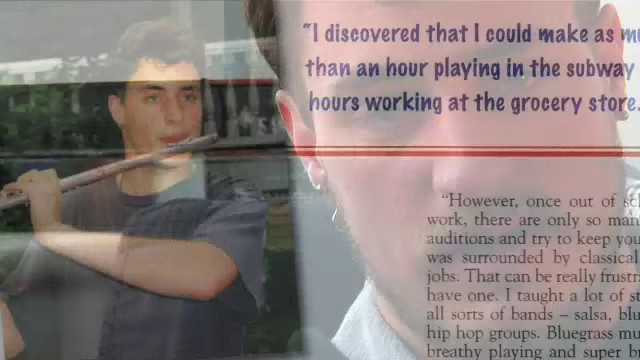 "I discovered that I could make as
than an hour playing in the subway
hours working at the grocery store.
"However, once out of
work, there are only so
auditions and try to keep
was surrounded by classical
jobs. That can be really
have one. I taught a lot of
all sorts of bands – salsa,
hip hop groups. Bluegrass
breathy playing and super